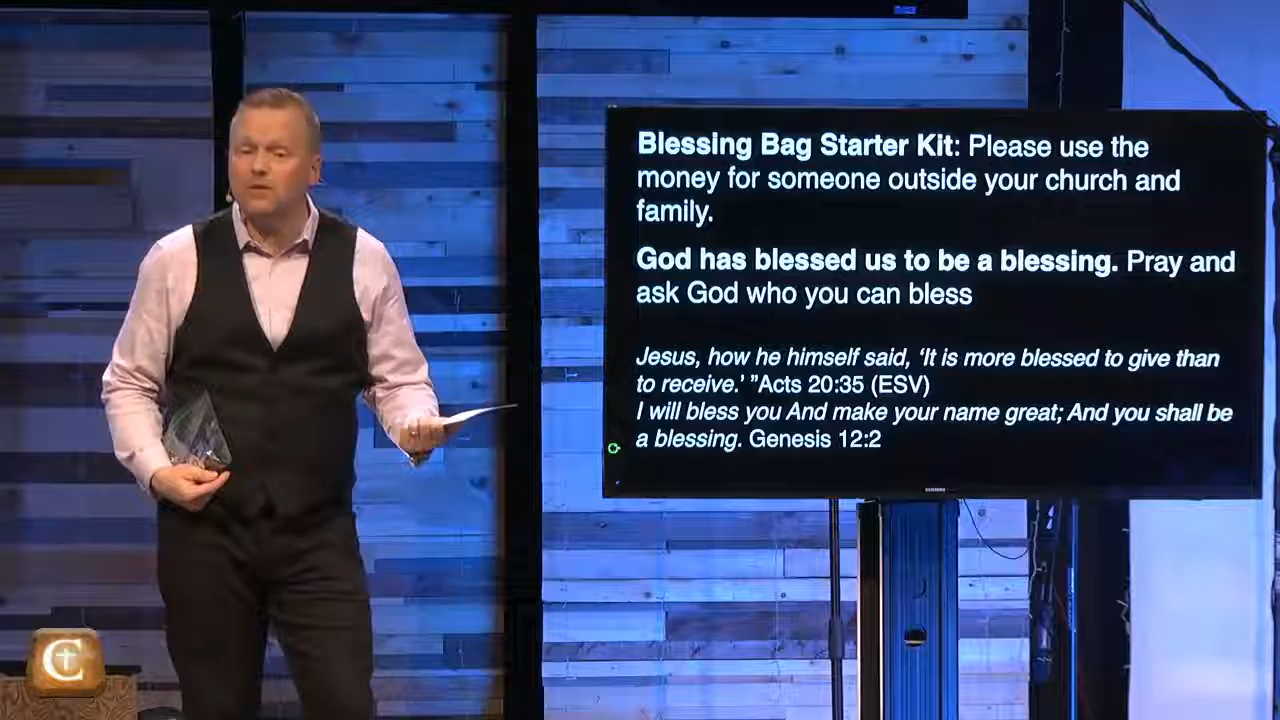 Blessing Bag Starter Kit: Please use the
money for someone outside your church and
family.
God has blessed us to be a blessing. Pray and
ask God who you can bless
Jesus, how he himself said, ‘It is more blessed to give than
to receive.’ ”Acts 20:35 (ESV)
I will bless you And make your name great; And you shall be
a blessing. Genesis 12:2
SAMSUNG
C